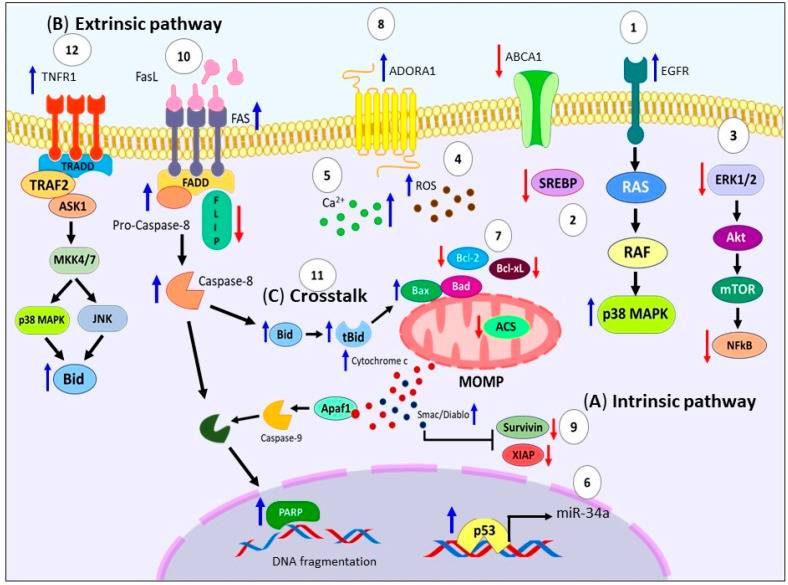 (B) Extrinsic pathway
12
TNFR1
TRADD
TRAF2
ASK1
MKK4/7
p38 MAPK
JNK
Bid
10
FasL
FAS
FADD
FLIP
Pro-Caspase-8
Caspase-8
8
ADORA1
5
Ca2+
4
ROS
ABCA1
SREBP
2
1
EGFR
RAS
RAF
p38 MAPK
3
ERK1/2
Akt
mTOR
NFkB
11
(C) Crosstalk
Bid
tBid
Cytochrome c
7
Bcl-2
Bcl-xL
Bax
Bad
ACS
MOMP
(A) Intrinsic pathway
Apaf1
Caspase-9
Smac/Diablo
Survivin
XIAP
9
6
PARP
DNA fragmentation
p53
miR-34a